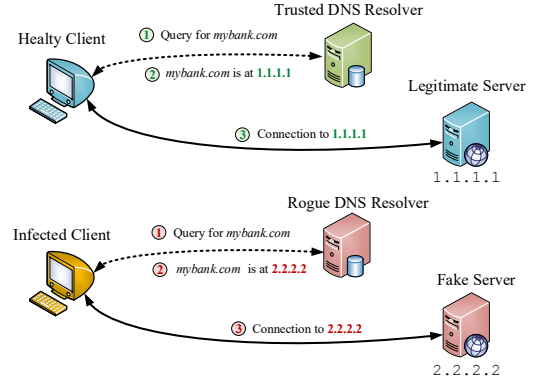 Trusted DNS Resolver
Healty Client
1 Query for mybank.com
2 mybank.com is at 1.1.1.1
Legitimate Server
3 Connection to 1.1.1.1
1.1.1.1
Rogue DNS Resolver
Infected Client
1 Query for mybank.com
2 mybank.com is at 2.2.2.2
Fake Server
3 Connection to 2.2.2.2
2.2.2.2